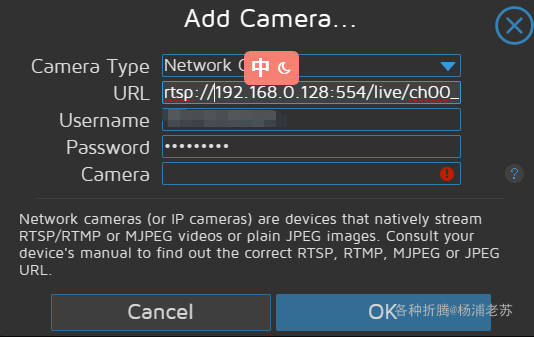 Add Camera...
Camera Type
Network
中
URL
rtsp://192.168.0.128:554/live/ch00_
Username
Password
•••••••••
Camera
!
?
Network cameras (or IP cameras) are devices that natively stream
RTSP/RTMP or MJPEG videos or plain JPEG images. Consult your
device's manual to find out the correct RTSP, RTMP, MJPEG or JPEG
URL.
Cancel
OK
各种折腾@杨浦老苏